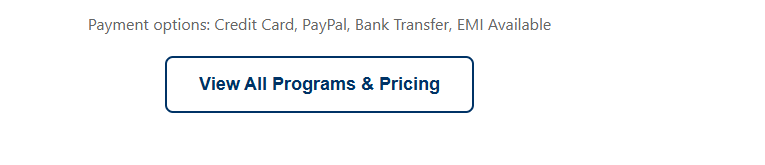 Payment options: Credit Card, PayPal, Bank Transfer, EMI Available
View All Programs & Pricing